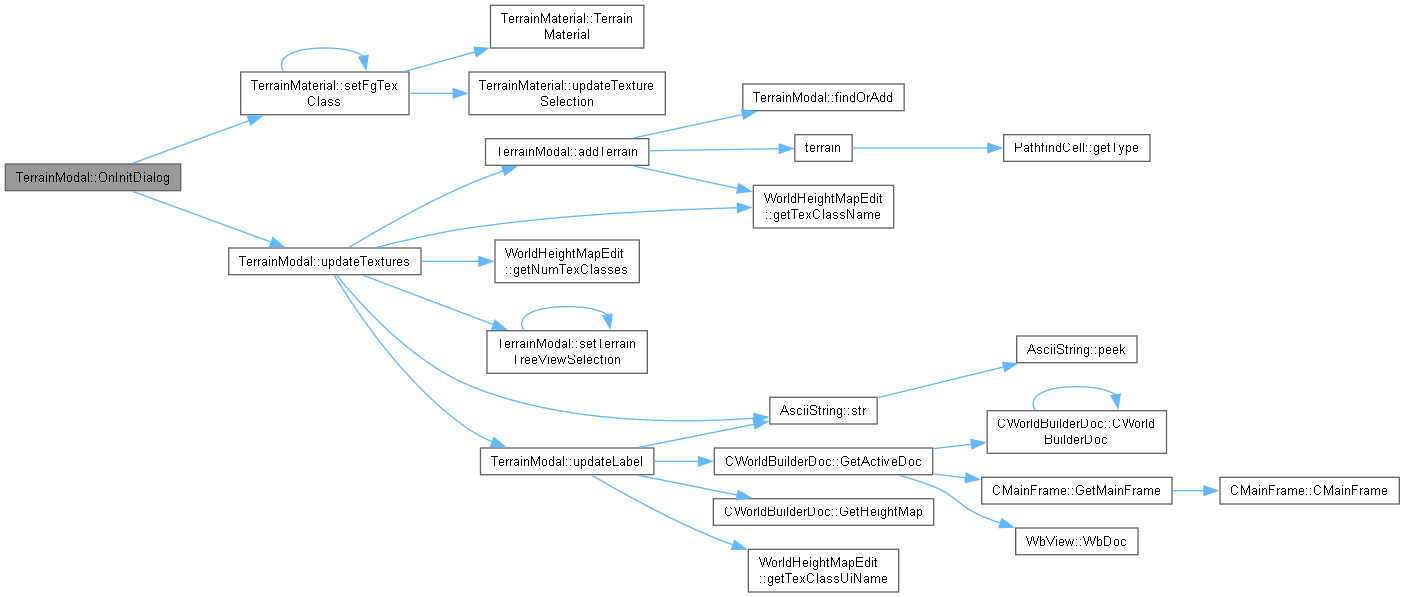 TerrainMaterial::Terrain
Material
TerrainMaterial::setFgTex
Class
TerrainMaterial::updateTexture
Selection
TerrainModal::findOrAdd
TerrainModal::addTerrain
terrain
PathfindCell::getType
TerrainModal::OnInitDialog
WorldHeightMapEdit
::getTexClassName
TerrainModal::updateTextures
WorldHeightMapEdit
::getNumTexClasses
TerrainModal::setTerrain
TreeViewSelection
AsciiString::peek
AsciiString::str
CWorldBuilderDoc::CWorld
BuilderDoc
TerrainModal::updateLabel
CWorldBuilderDoc::GetActiveDoc
CMainFrame::GetMainFrame
CMainFrame::CMainFrame
CWorldBuilderDoc::GetHeightMap
WbView::WbDoc
WorldHeightMapEdit
::getTexClassUiName